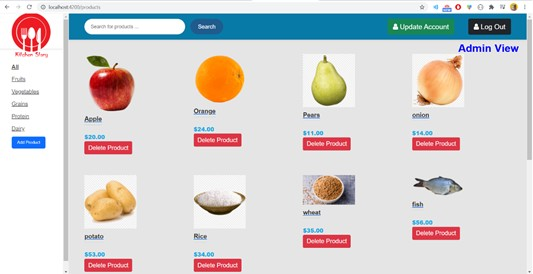 localhost:4200/products
Kitchen Story
Search for products ...
Search
Update Account
Log Out
Admin View
All
Fruits
Vegetables
Grains
Protein
Dairy
Add Product
Apple
$20.00
Delete Product
Orange
$24.00
Delete Product
Pears
$11.00
Delete Product
onion
$14.00
Delete Product
potato
$53.00
Delete Product
Rice
$34.00
Delete Product
wheat
$35.00
Delete Product
fish
$56.00
Delete Product